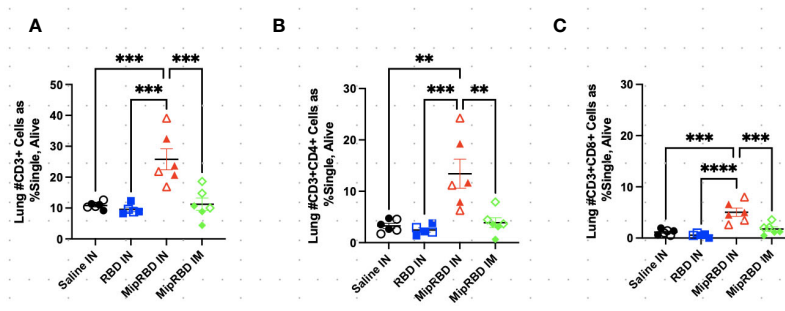 A
Lung #CD3+ Cells as
%Single, Alive
50
40
30
20
10
0
***
***
***
Saline IN
RBD IN
MipRBD IN
MipRBD IM
B
Lung #CD3+CD4+ Cells as
%Single, Alive
30
20
10
0
**
***
**
Saline IN
RBD IN
MipRBD IN
MipRBD IM
C
Lung #CD3+CD8+ Cells as
%Single, Alive
30
20
10
0
***
***
****
Saline IN
RBD IN
MipRBD IN
MipRBD IM